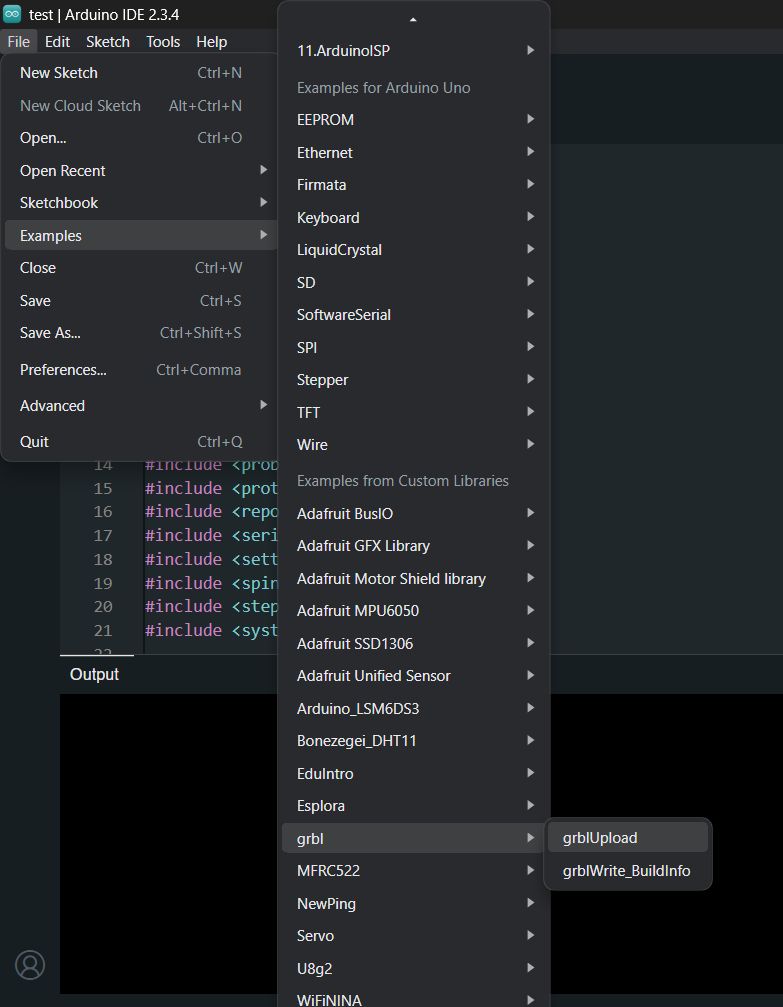 test | Arduino IDE 2.3.4
File Edit Sketch Tools Help
New Sketch Ctrl+N
New Cloud Sketch Alt+Ctrl+N
Open... Ctrl+O
Open Recent
Sketchbook
Examples
Close Ctrl+W
Save Ctrl+S
Save As... Ctrl+Shift+S
Preferences... Ctrl+Comma
Advanced
Quit Ctrl+Q
11.ArduinoISP
Examples for Arduino Uno
EEPROM
Ethernet
Firmata
Keyboard
LiquidCrystal
SD
SoftwareSerial
SPI
Stepper
TFT
Wire
Examples from Custom Libraries
Adafruit BusIO
Adafruit GFX Library
Adafruit Motor Shield library
Adafruit MPU6050
Adafruit SSD1306
Adafruit Unified Sensor
Arduino_LSM6DS3
Bonezegei_DHT11
EduIntro
Esplora
grbl
MFRC522
NewPing
Servo
U8g2
WiFiNINA
grblUpload
grblWrite_BuildInfo
14 #include <prob
15 #include <prot
16 #include <repo
17 #include <seri
18 #include <sett
19 #include <spin
20 #include <step
21 #include <syst
22
Output